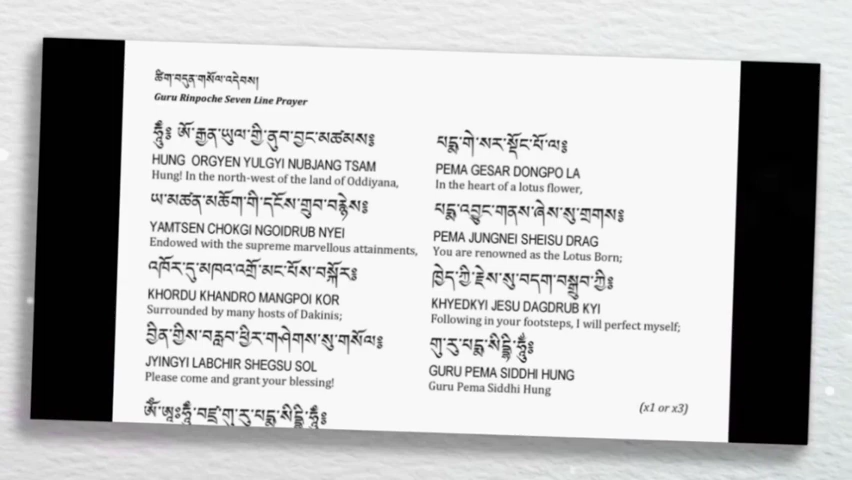 ཚིག་བདུན་གསོལ་འདེབས།
Guru Rinpoche Seven Line Prayer
ཧཱུྃ༔ ཨོ་རྒྱན་ཡུལ་གྱི་ནུབ་བྱང་མཚམས༔
HUNG ORGYEN YULGYI NUBJANG TSAM
Hung! In the north-west of the land of Oddiyana,
པདྨ་གེ་སར་སྡོང་པོ་ལ༔
PEMA GESAR DONGPO LA
In the heart of a lotus flower,
ཡ་མཚན་མཆོག་གི་དངོས་གྲུབ་བརྙེས༔
YAMTSEN CHOKGI NGOIDRUB NYEI
Endowed with the supreme marvellous attainments,
པདྨ་འབྱུང་གནས་ཞེས་སུ་གྲགས༔
PEMA JUNGNEI SHEISU DRAG
You are renowned as the Lotus Born;
འཁོར་དུ་མཁའ་འགྲོ་མང་པོས་བསྐོར༔
KHORDU KHANDRO MANGPOI KOR
Surrounded by many hosts of Dakinis;
ཁྱེད་ཀྱི་རྗེས་སུ་བདག་བསྒྲུབ་ཀྱི༔
KHYEDKYI JESU DAGDRUB KYI
Following in your footsteps, I will perfect myself;
བྱིན་གྱིས་བརླབ་ཕྱིར་གཤེགས་སུ་གསོལ༔
JYINGYI LABCHIR SHEGSU SOL
Please come and grant your blessing!
གུ་རུ་པདྨ་སིདྡྷི་ཧཱུྃ༔
GURU PEMA SIDDHI HUNG
Guru Pema Siddhi Hung
(x1 or x3)
ཨོཾ་ཨཱཿཧཱུྃ་བཛྲ་གུ་རུ་པདྨ་སིདྡྷི་ཧཱུྃ༔